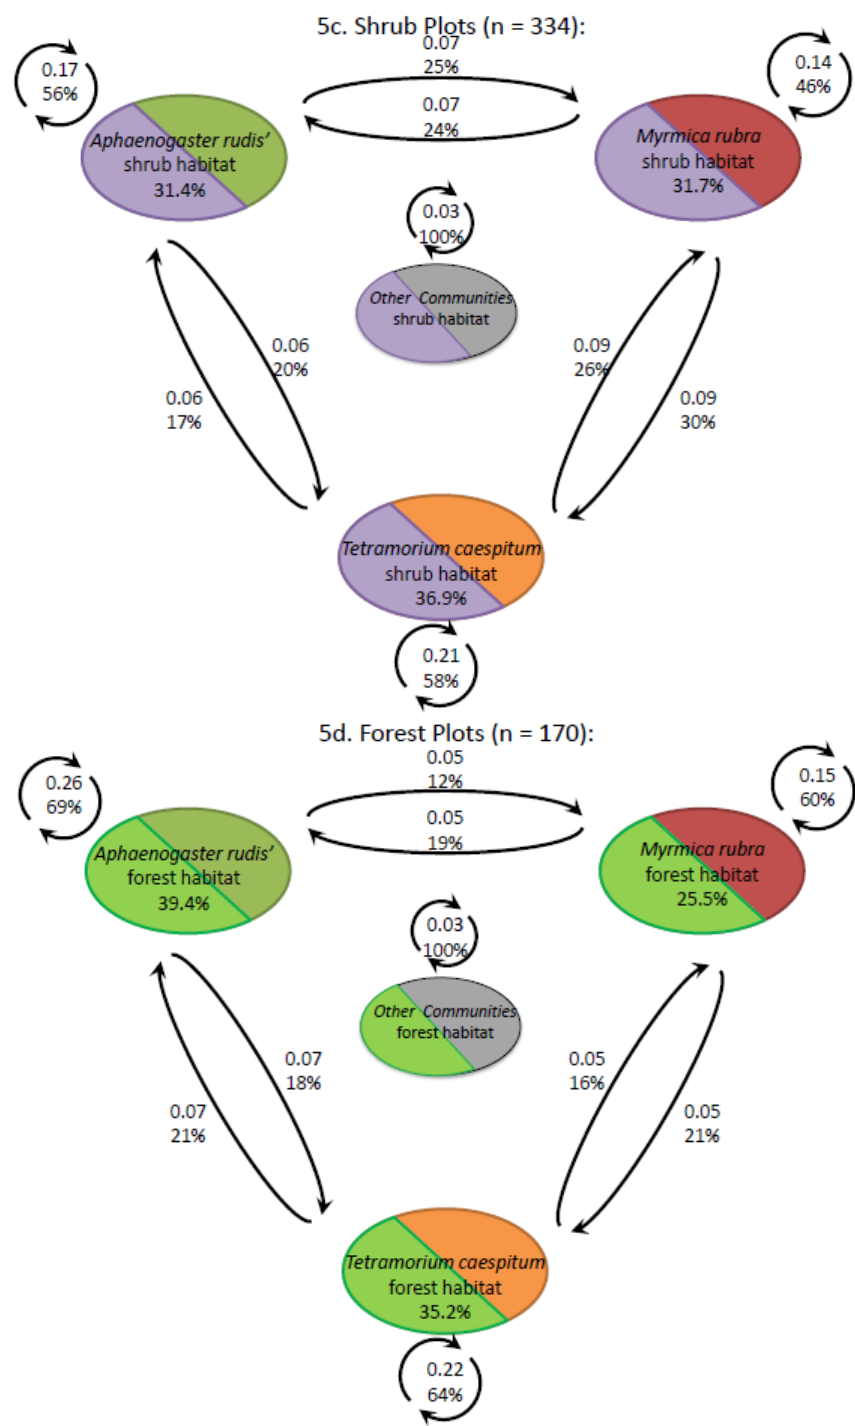 5c. Shrub Plots (n = 334):
0.07
25%
0.17
56%
0.14
46%
0.07
24%
Aphaenogaster rudis'
shrub habitat
31.4%
Myrmica rubra
shrub habitat
31.7%
0.03
100%
Other Communities
shrub habitat
0.06
20%
0.06
17%
0.09
26%
0.09
30%
Tetramorium caespitum
shrub habitat
36.9%
0.21
58%
5d. Forest Plots (n = 170):
0.05
12%
0.26
69%
0.15
60%
0.05
19%
Aphaenogaster rudis'
forest habitat
39.4%
Myrmica rubra
forest habitat
25.5%
0.03
100%
Other Communities
forest habitat
0.07
18%
0.07
21%
0.05
16%
0.05
21%
Tetramorium caespitum
forest habitat
35.2%
0.22
64%